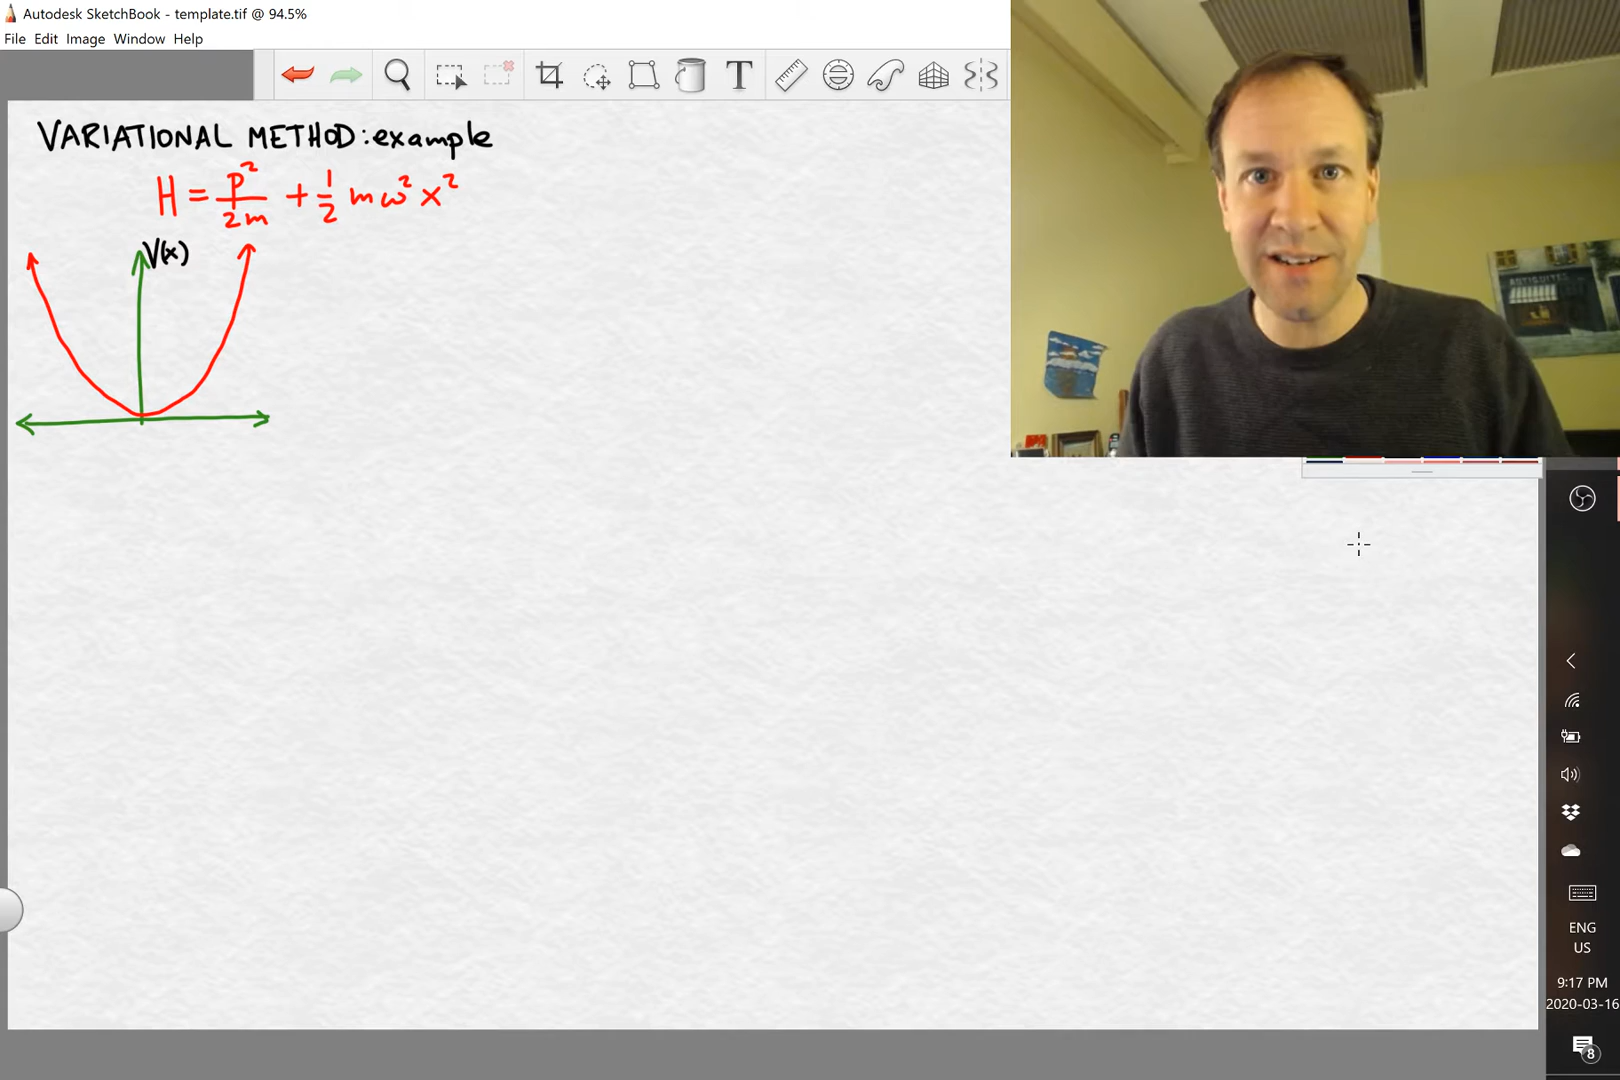 Autodesk SketchBook - template.tif @ 94.5%
File Edit Image Window Help
T
VARIATIONAL METHOD: example
H = p²/2m + 1/2 mω²x²
V(x)
ANTIQUITES
ENG
US
9:17 PM
2020-03-16
8